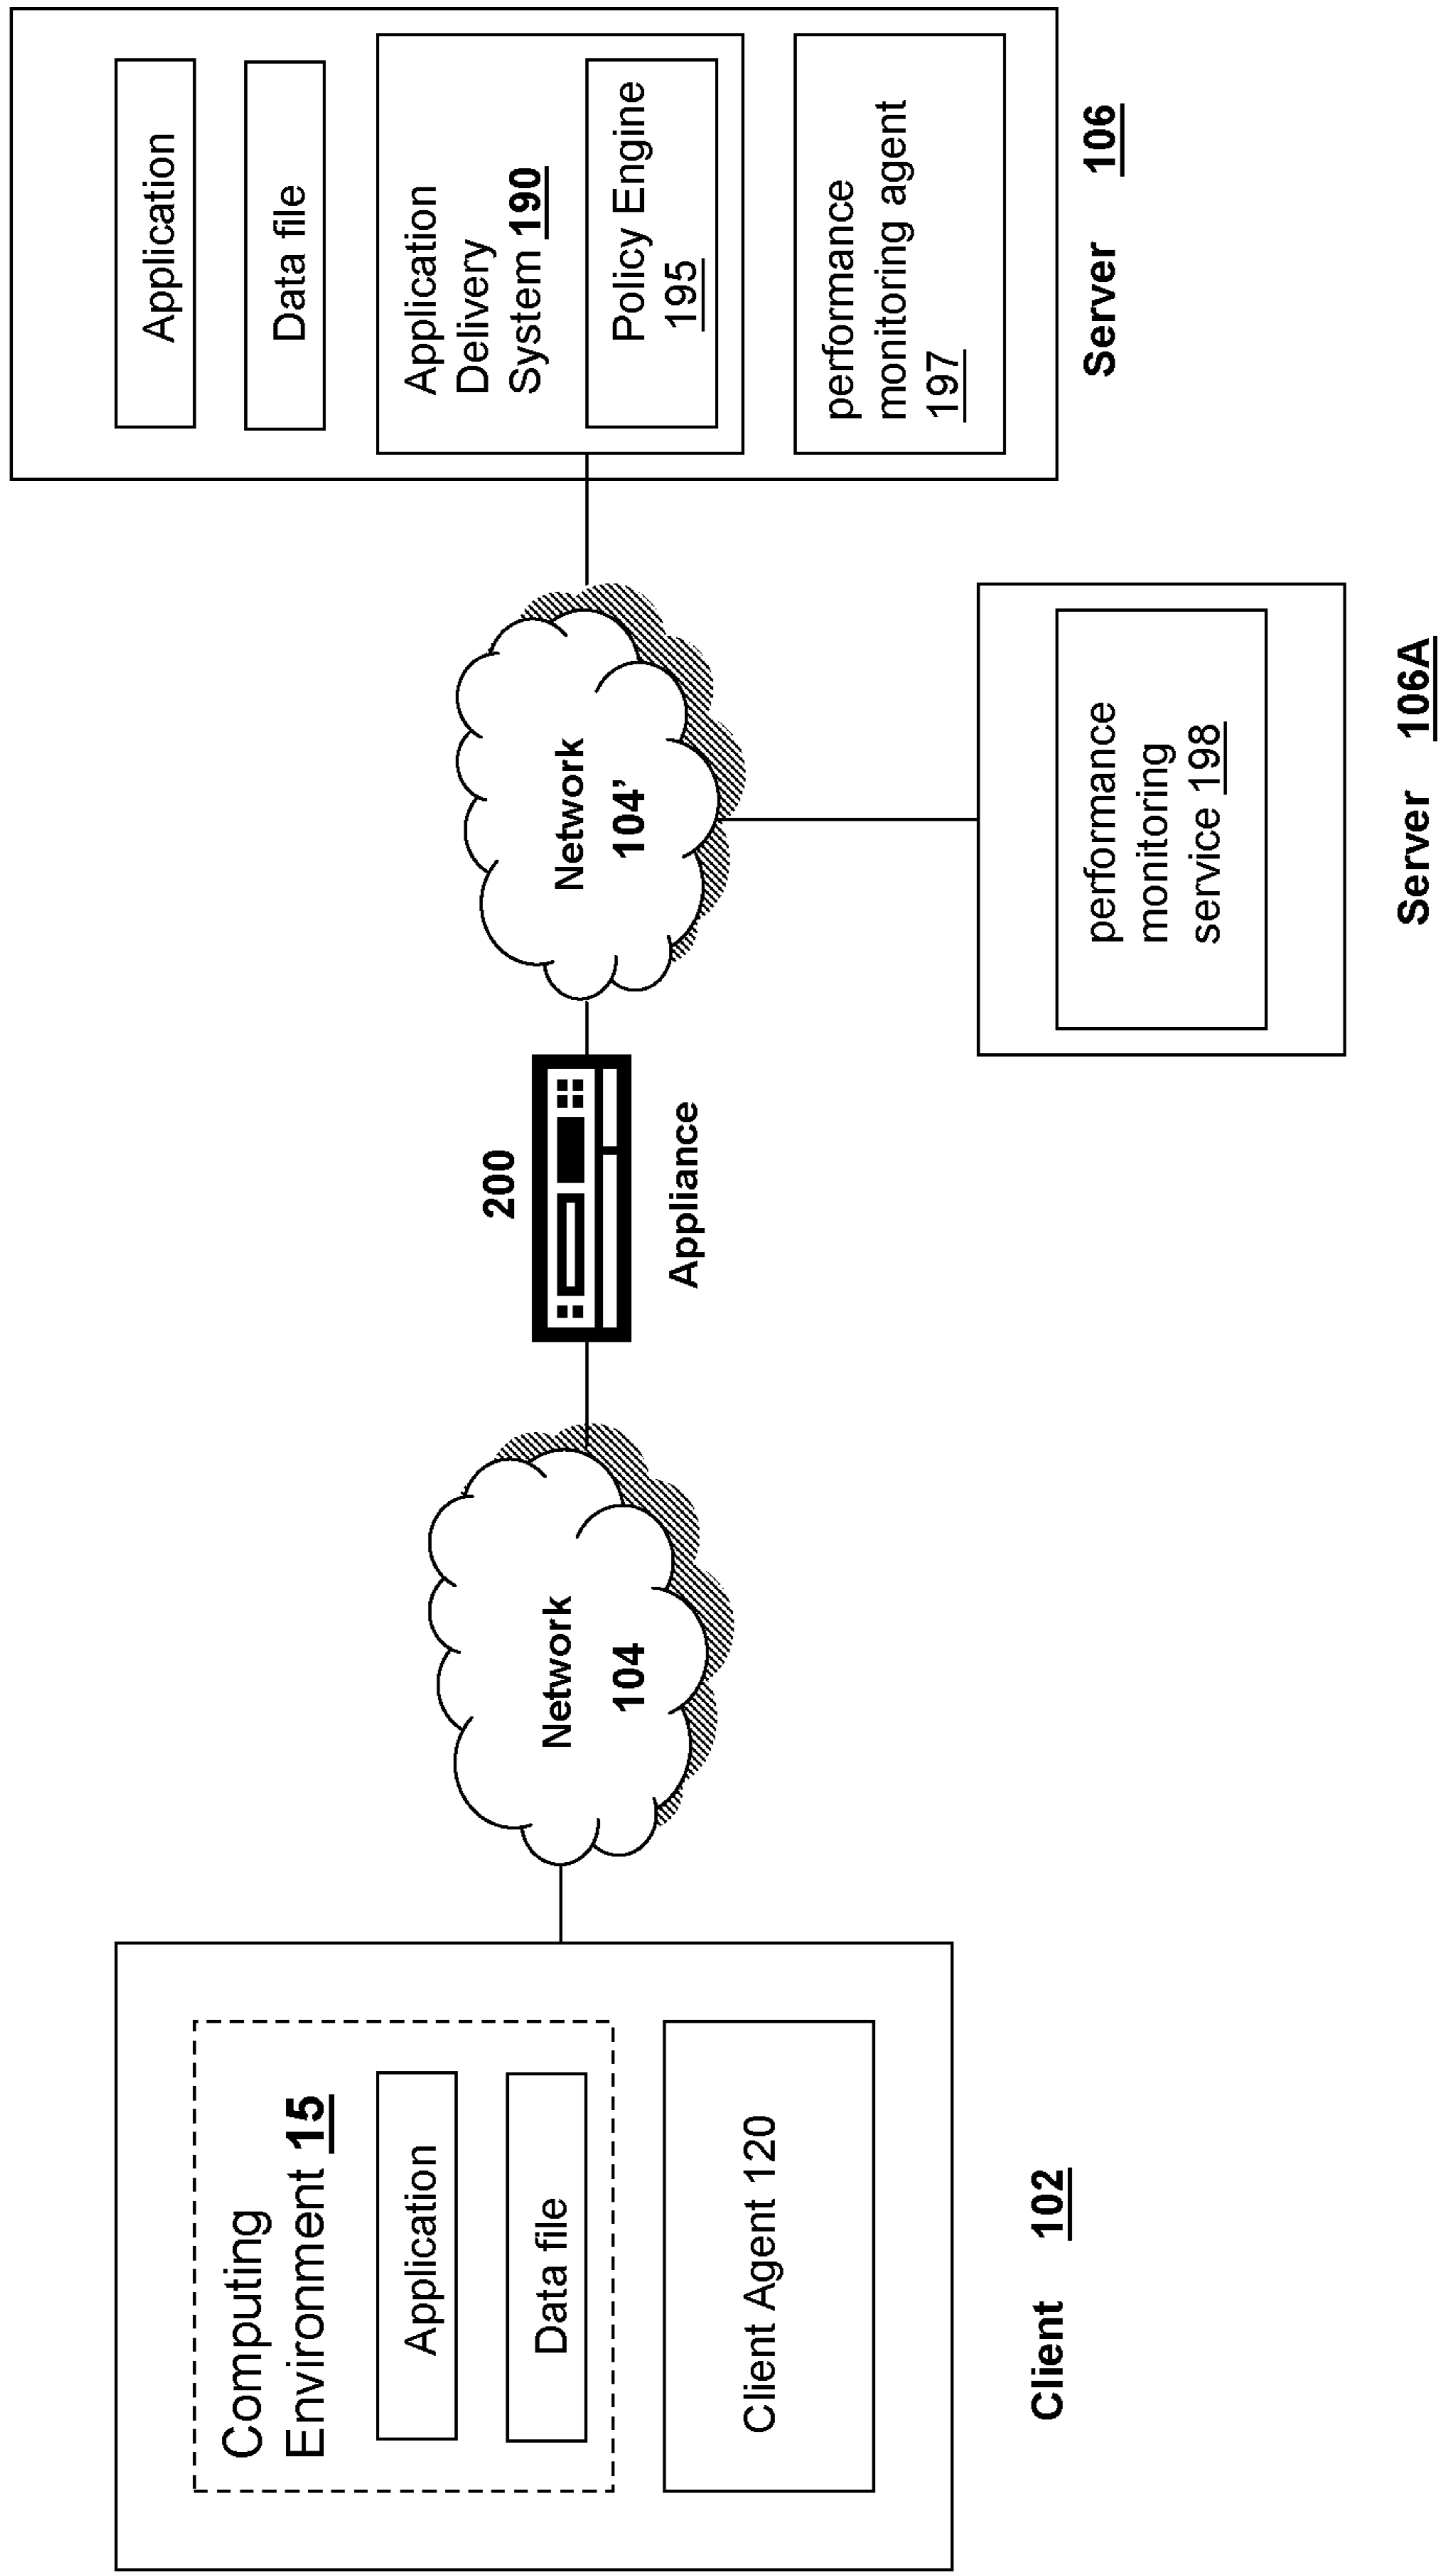 Computing
Environment 15
Application
Data file
Client Agent 120
Client 102
Network
104
200
Appliance
Network
104’
performance
monitoring
service 198
Server 106A
Application
Data file
Application
Delivery
System 190
Policy Engine
195
performance
monitoring agent
197
Server 106